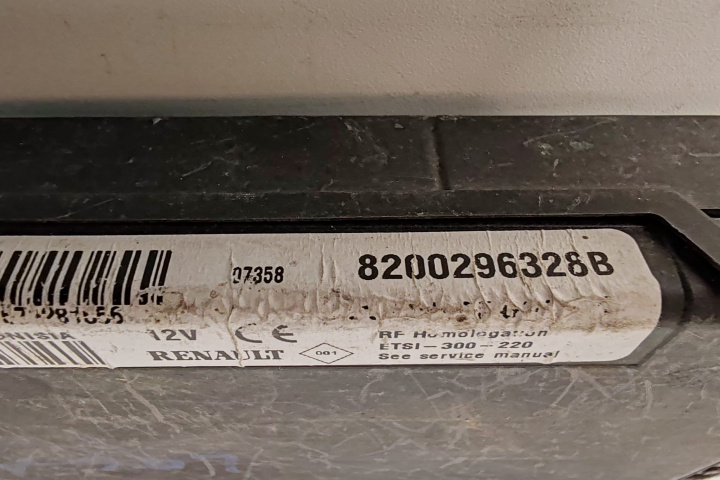 07358
8200296328B
12V CE
RENAULT
001
RF Homologation
ETSI-300-220
See service manual